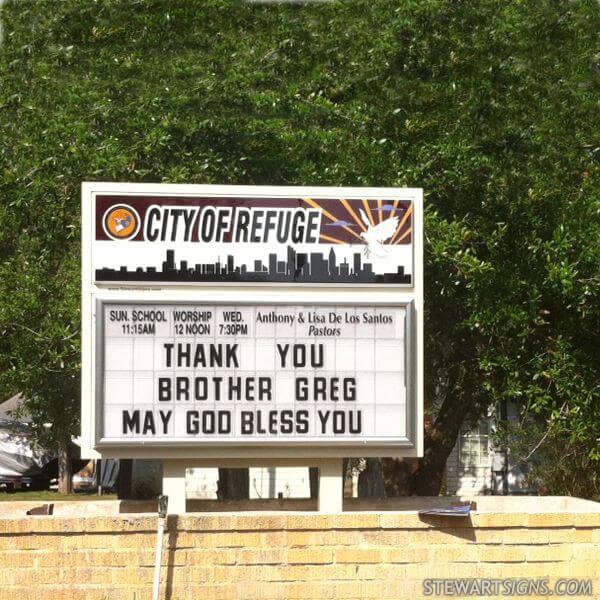 CITY OF REFUGE
SUN. SCHOOL WORSHIP WED. Anthony & Lisa De Los Santos
11:15AM 12 NOON 7:30PM Pastors
THANK YOU
BROTHER GREG
MAY GOD BLESS YOU
STEWARTSIGNS.COM